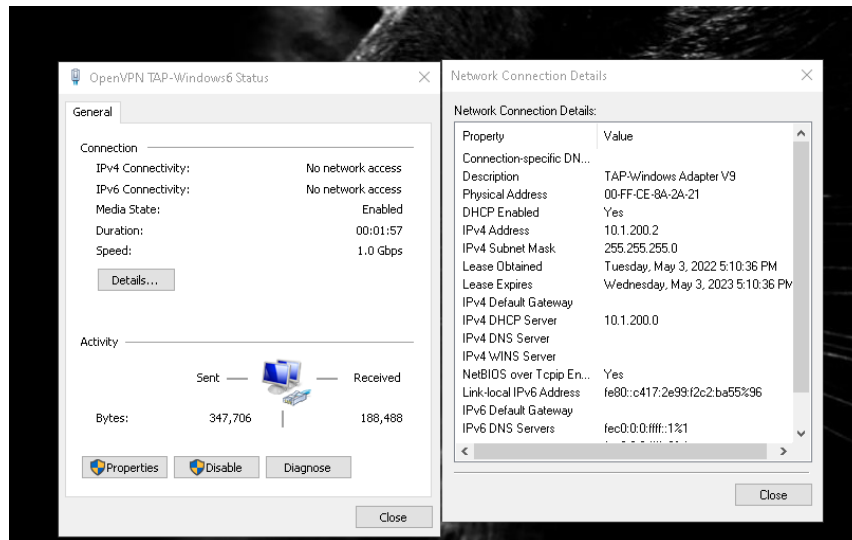 OpenVPN TAP-Windows6 Status
General
Connection
IPv4 Connectivity: No network access
IPv6 Connectivity: No network access
Media State: Enabled
Duration: 00:01:57
Speed: 1.0 Gbps
Details...
Activity
Sent Received
Bytes: 347,706 188,488
Properties Disable Diagnose
Close
Network Connection Details
Network Connection Details:
Property Value
Connection-specific DN...
Description TAP-Windows Adapter V9
Physical Address 00-FF-CE-8A-2A-21
DHCP Enabled Yes
IPv4 Address 10.1.200.2
IPv4 Subnet Mask 255.255.255.0
Lease Obtained Tuesday, May 3, 2022 5:10:36 PM
Lease Expires Wednesday, May 3, 2023 5:10:36 PM
IPv4 Default Gateway
IPv4 DHCP Server 10.1.200.0
IPv4 DNS Server
IPv4 WINS Server
NetBIOS over Tcpip En... Yes
Link-local IPv6 Address fe80::c417:2e99:f2c2:ba55%96
IPv6 Default Gateway
IPv6 DNS Servers fec0:0:0:ffff::1%1
Close